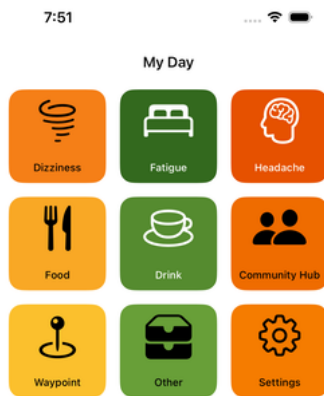 7:51
My Day
Dizziness
Fatigue
Headache
Food
Drink
Community Hub
Waypoint
Other
Settings